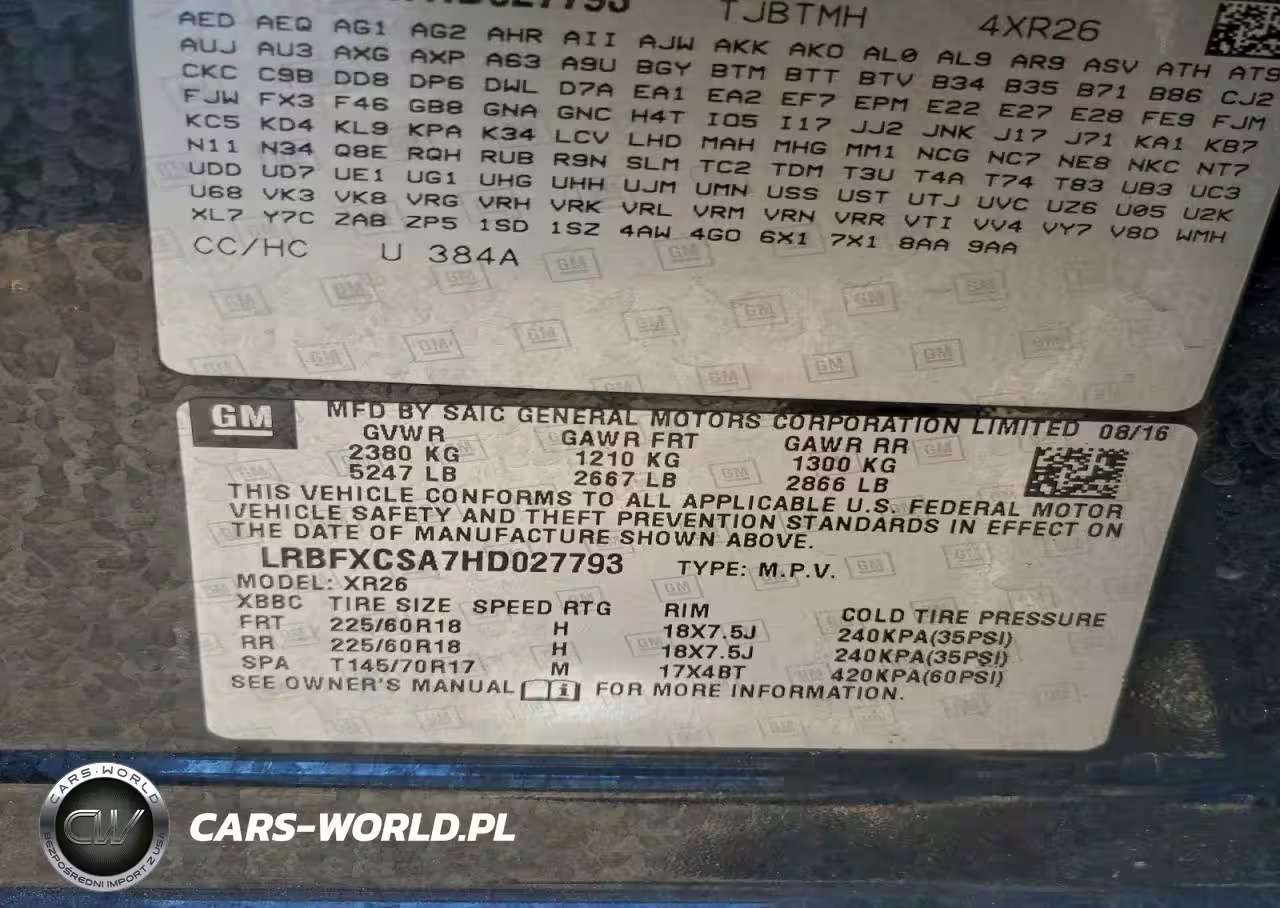 TJBTMH 4XR26
AED AEQ AG1 AG2 AHR AII AJW AKK AKO AL0 AL9 AR9 ASV ATH AT9
AUJ AU3 AXG AXP A63 A9U BGY BTM BTT BTV B34 B35 B71 B86 CJ2
CKC C9B DD8 DP6 DWL D7A EA1 EA2 EF7 EPM E22 E27 E28 FE9 FJM
FJW FX3 F46 GB8 GNA GNC H4T IO5 I17 JJ2 JNK J17 J71 KA1 KB7
KC5 KD4 KL9 KPA K34 LCV LHD MAH MHG MM1 NCG NC7 NE8 NKC NT7
N11 N34 Q8E RQH RUB R9N SLM TC2 TDM T3U T4A T74 T83 UB3 UC3
UDD UD7 UE1 UG1 UHG UHH UJM UMN USS UST UTJ UVC UZ6 U05 U2K
U68 VK3 VK8 VRG VRH VRK VRL VRM VRN VRR VTI VV4 VY7 V8D WMH
XL7 Y7C ZAB ZP5 1SD 1SZ 4AW 4GO 6X1 7X1 8AA 9AA
CC/HC U 384A
GM MFD BY SAIC GENERAL MOTORS CORPORATION LIMITED 08/16
GVWR GAWR FRT GAWR RR
2380 KG 1210 KG 1300 KG
5247 LB 2667 LB 2866 LB
THIS VEHICLE CONFORMS TO ALL APPLICABLE U.S. FEDERAL MOTOR
VEHICLE SAFETY AND THEFT PREVENTION STANDARDS IN EFFECT ON
THE DATE OF MANUFACTURE SHOWN ABOVE.
LRBFXCSA7HD027793 TYPE: M.P.V.
MODEL: XR26
XBBC TIRE SIZE SPEED RTG RIM COLD TIRE PRESSURE
FRT 225/60R18 H 18X7.5J 240KPA(35PSI)
RR 225/60R18 H 18X7.5J 240KPA(35PSI)
SPA T145/70R17 M 17X4BT 420KPA(60PSI)
SEE OWNER'S MANUAL FOR MORE INFORMATION.
CARS-WORLD
CW
BEZPOŚREDNI IMPORT Z USA
CARS-WORLD.PL